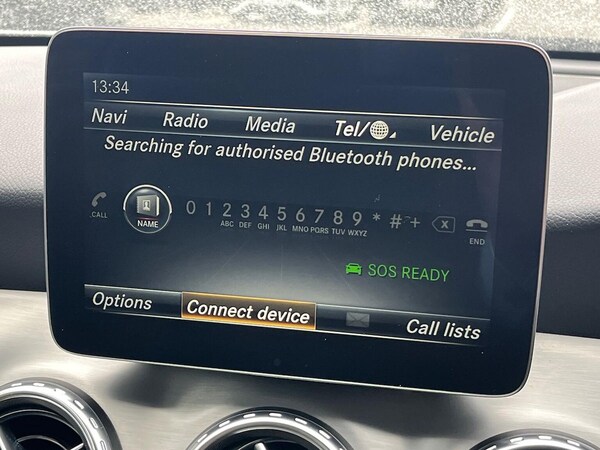 13:34
Navi Radio Media Tel/ Vehicle
Searching for authorised Bluetooth phones...
CALL NAME 0 1 2 3 4 5 6 7 8 9 * # + X END
ABC DEF GHI JKL MNO PQRS TUV WXYZ
SOS READY
Options Connect device Call lists